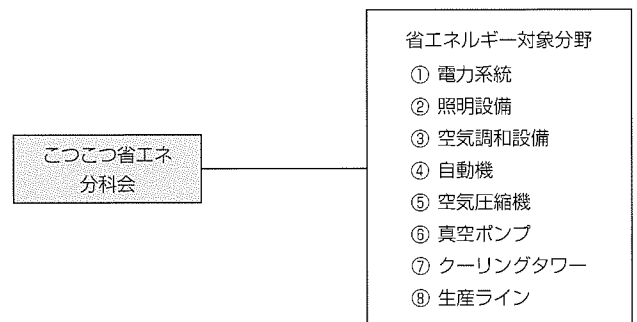 こつこつ省エネ
分科会
省エネルギー対象分野
① 電力系統
② 照明設備
③ 空気調和設備
④ 自動機
⑤ 空気圧縮機
⑥ 真空ポンプ
⑦ クーリングタワー
⑧ 生産ライン